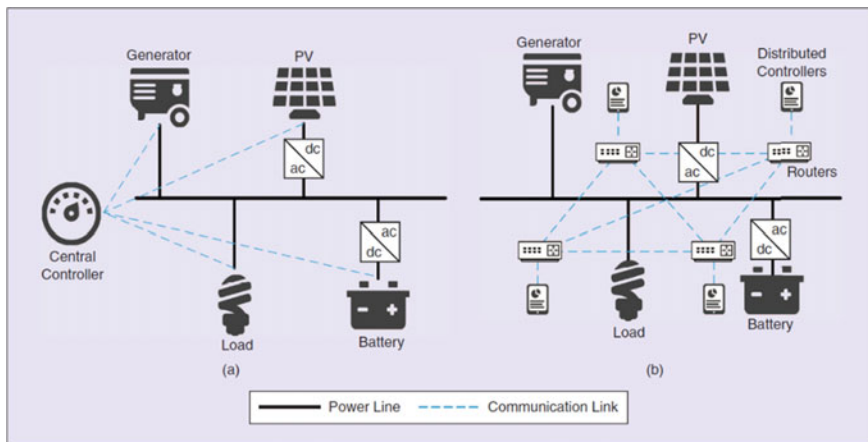 Generator
PV
dc
ac
Central
Controller
ac
dc
Load
Battery
(a)
Generator
PV
Distributed
Controllers
dc
ac
Routers
ac
dc
Load
Battery
(b)
Power Line
Communication Link